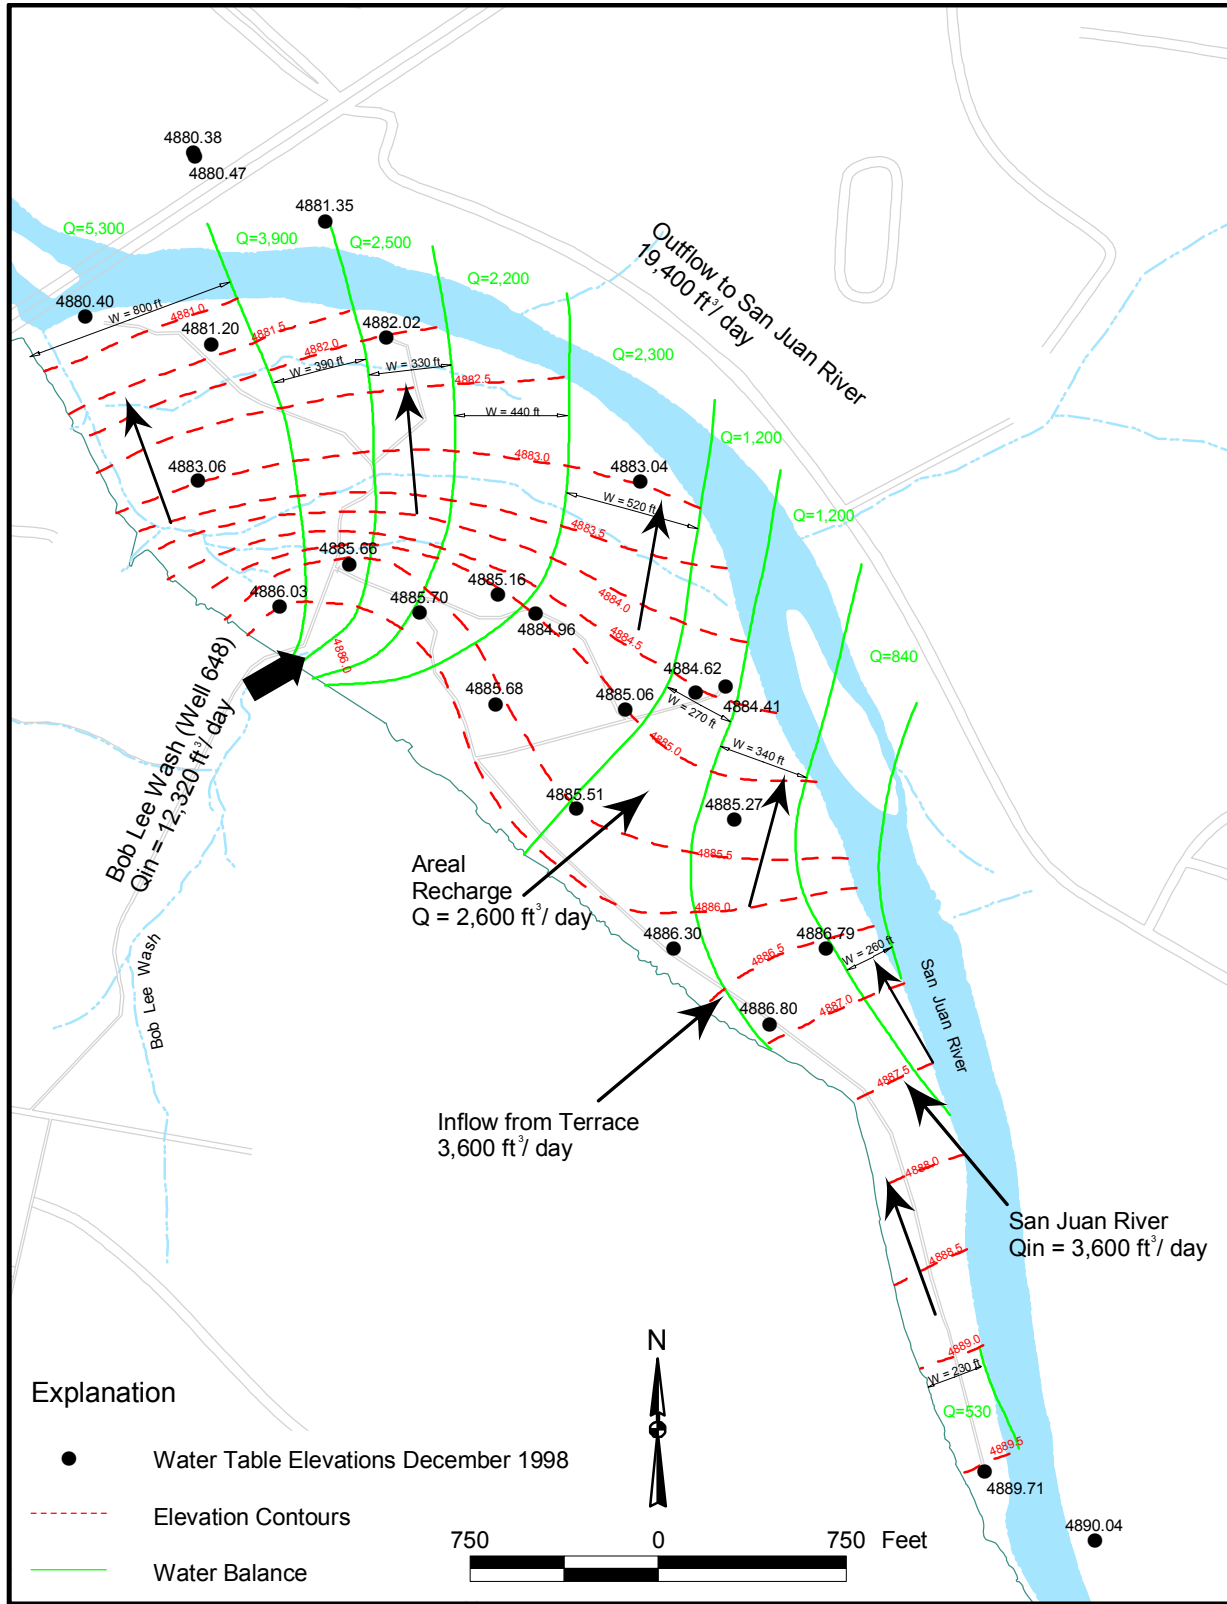 4880.38
4880.47
4881.35
Q=5,300
Q=3,900
Q=2,500
Q=2,200
Outflow to San Juan River
19,400 ft³/ day
4880.40
W = 800 ft
4881.0
4881.20
4881.5
4882.0
4882.02
Q=2,300
W = 390 ft
W = 330 ft
4882.5
W = 440 ft
Q=1,200
4883.06
4883.0
4883.04
W = 520 ft
Q=1,200
4883.5
4885.66
4886.03
4885.70
4885.16
4884.96
4884.0
4884.5
4886.0
Q=840
4884.62
4884.41
4885.68
4885.06
W = 270 ft
4885.0
W = 340 ft
Bob Lee Wash (Well 648)
Qin = 12,320 ft³/ day
4885.51
4885.27
4885.5
Areal
Recharge
Q = 2,600 ft³/ day
4886.0
4886.30
4886.5
4886.79
W = 260 ft
San Juan River
Bob Lee Wash
4886.80
4887.0
4887.5
Inflow from Terrace
3,600 ft³/ day
4888.0
San Juan River
Qin = 3,600 ft³/ day
4888.5
4889.0
W = 230 ft
Q=530
4889.5
4889.71
4890.04
N
Explanation
Water Table Elevations December 1998
Elevation Contours
Water Balance
750 0 750 Feet